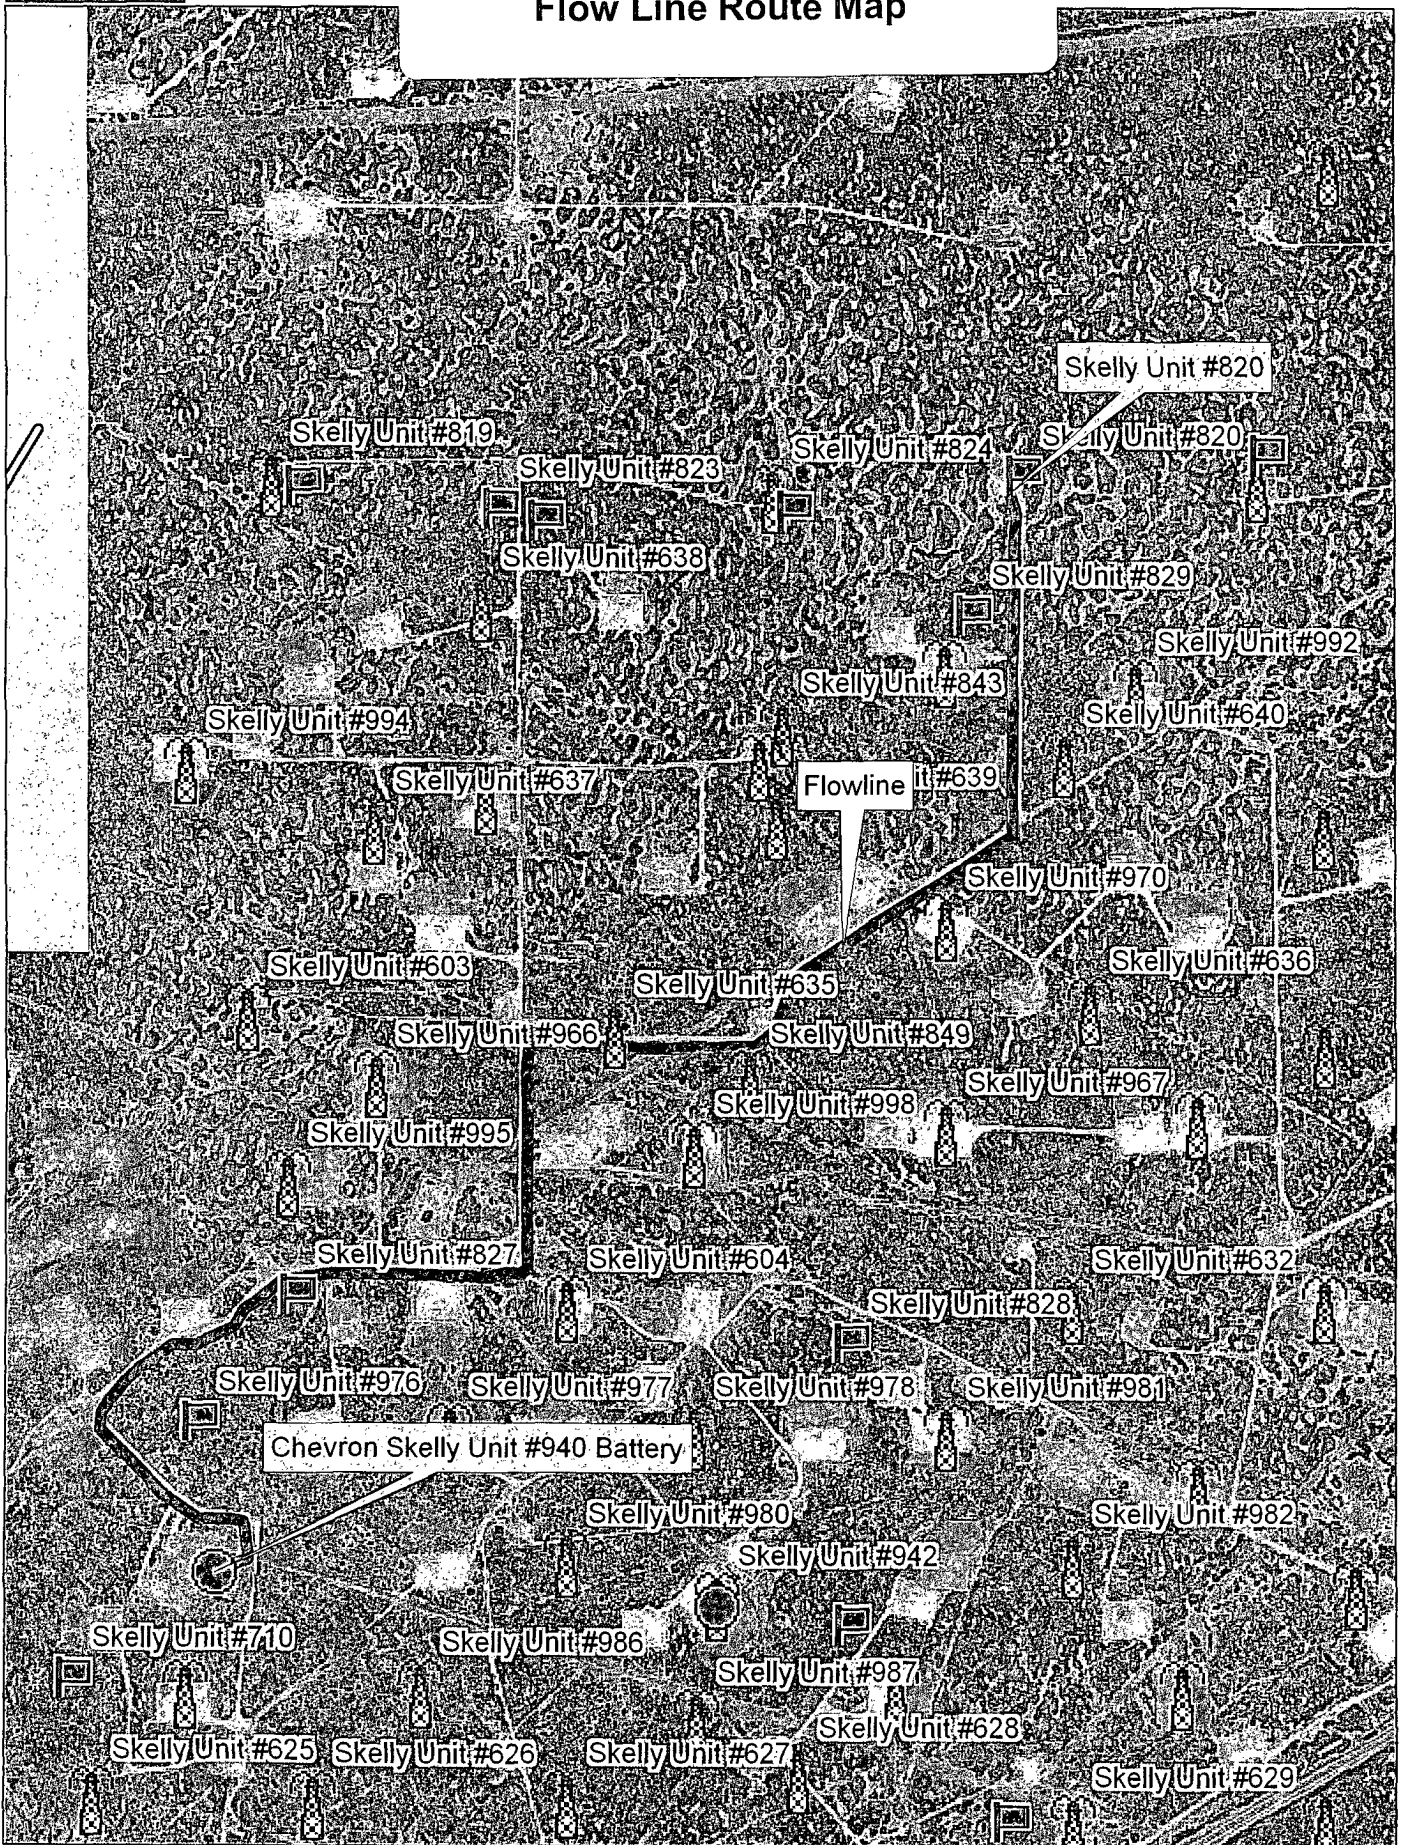 Flow Line Route Map
Skelly Unit #820
Skelly Unit #819
Skelly Unit #824
Skelly Unit #820
Skelly Unit #823
Skelly Unit #638
Skelly Unit #829
Skelly Unit #992
Skelly Unit #843
Skelly Unit #994
Skelly Unit #640
Skelly Unit #637
Flowline
it #639
Skelly Unit #970
Skelly Unit #603
Skelly Unit #636
Skelly Unit #635
Skelly Unit #966
Skelly Unit #849
Skelly Unit #967
Skelly Unit #998
Skelly Unit #995
Skelly Unit #827
Skelly Unit #604
Skelly Unit #632
Skelly Unit #828
Skelly Unit #976
Skelly Unit #977
Skelly Unit #978
Skelly Unit #981
Chevron Skelly Unit #940 Battery
Skelly Unit #980
Skelly Unit #982
Skelly Unit #942
Skelly Unit #710
Skelly Unit #986
Skelly Unit #987
Skelly Unit #628
Skelly Unit #625
Skelly Unit #626
Skelly Unit #627
Skelly Unit #629